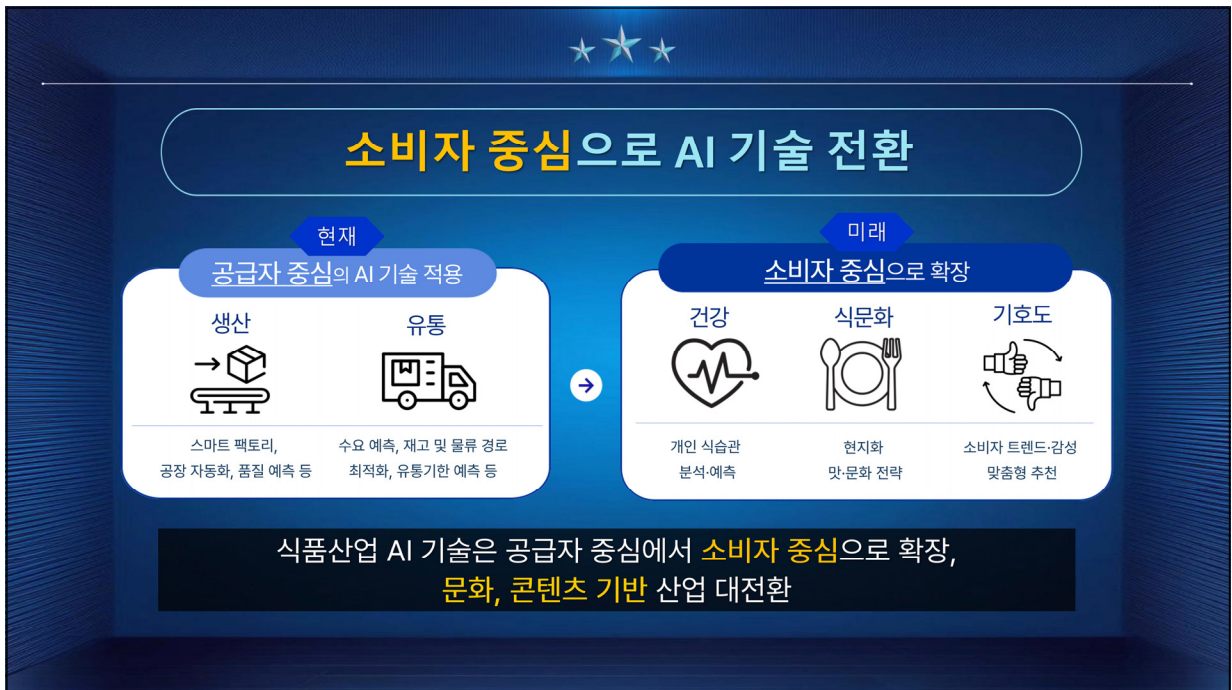 소비자 중심으로 AI 기술 전환
현재
공급자 중심의 AI 기술 적용
생산
유통
스마트 팩토리,
공장 자동화, 품질 예측 등
수요 예측, 재고 및 물류 경로
최적화, 유통기한 예측 등
미래
소비자 중심으로 확장
건강
식문화
기호도
개인 식습관
분석·예측
현지화
맛·문화 전략
소비자 트렌드·감성
맞춤형 추천
식품산업 AI 기술은 공급자 중심에서 소비자 중심으로 확장,
문화, 콘텐츠 기반 산업 대전환